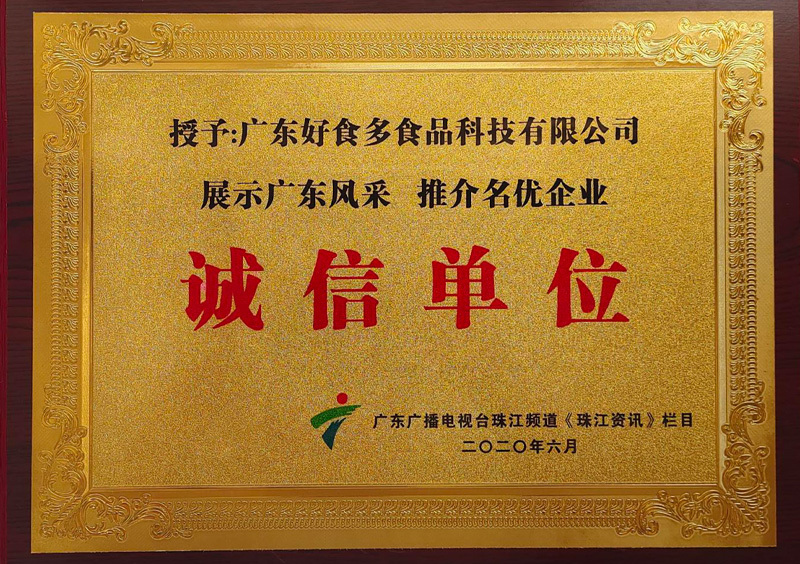 授予:广东好食多食品科技有限公司
展示广东风采 推介名优企业
诚信单位
广东广播电视台珠江频道《珠江资讯》栏目
二〇二〇年六月